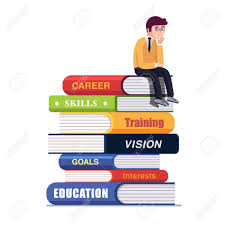 CAREER
SKILLS
Training
VISION
GOALS
Interests
EDUCATION